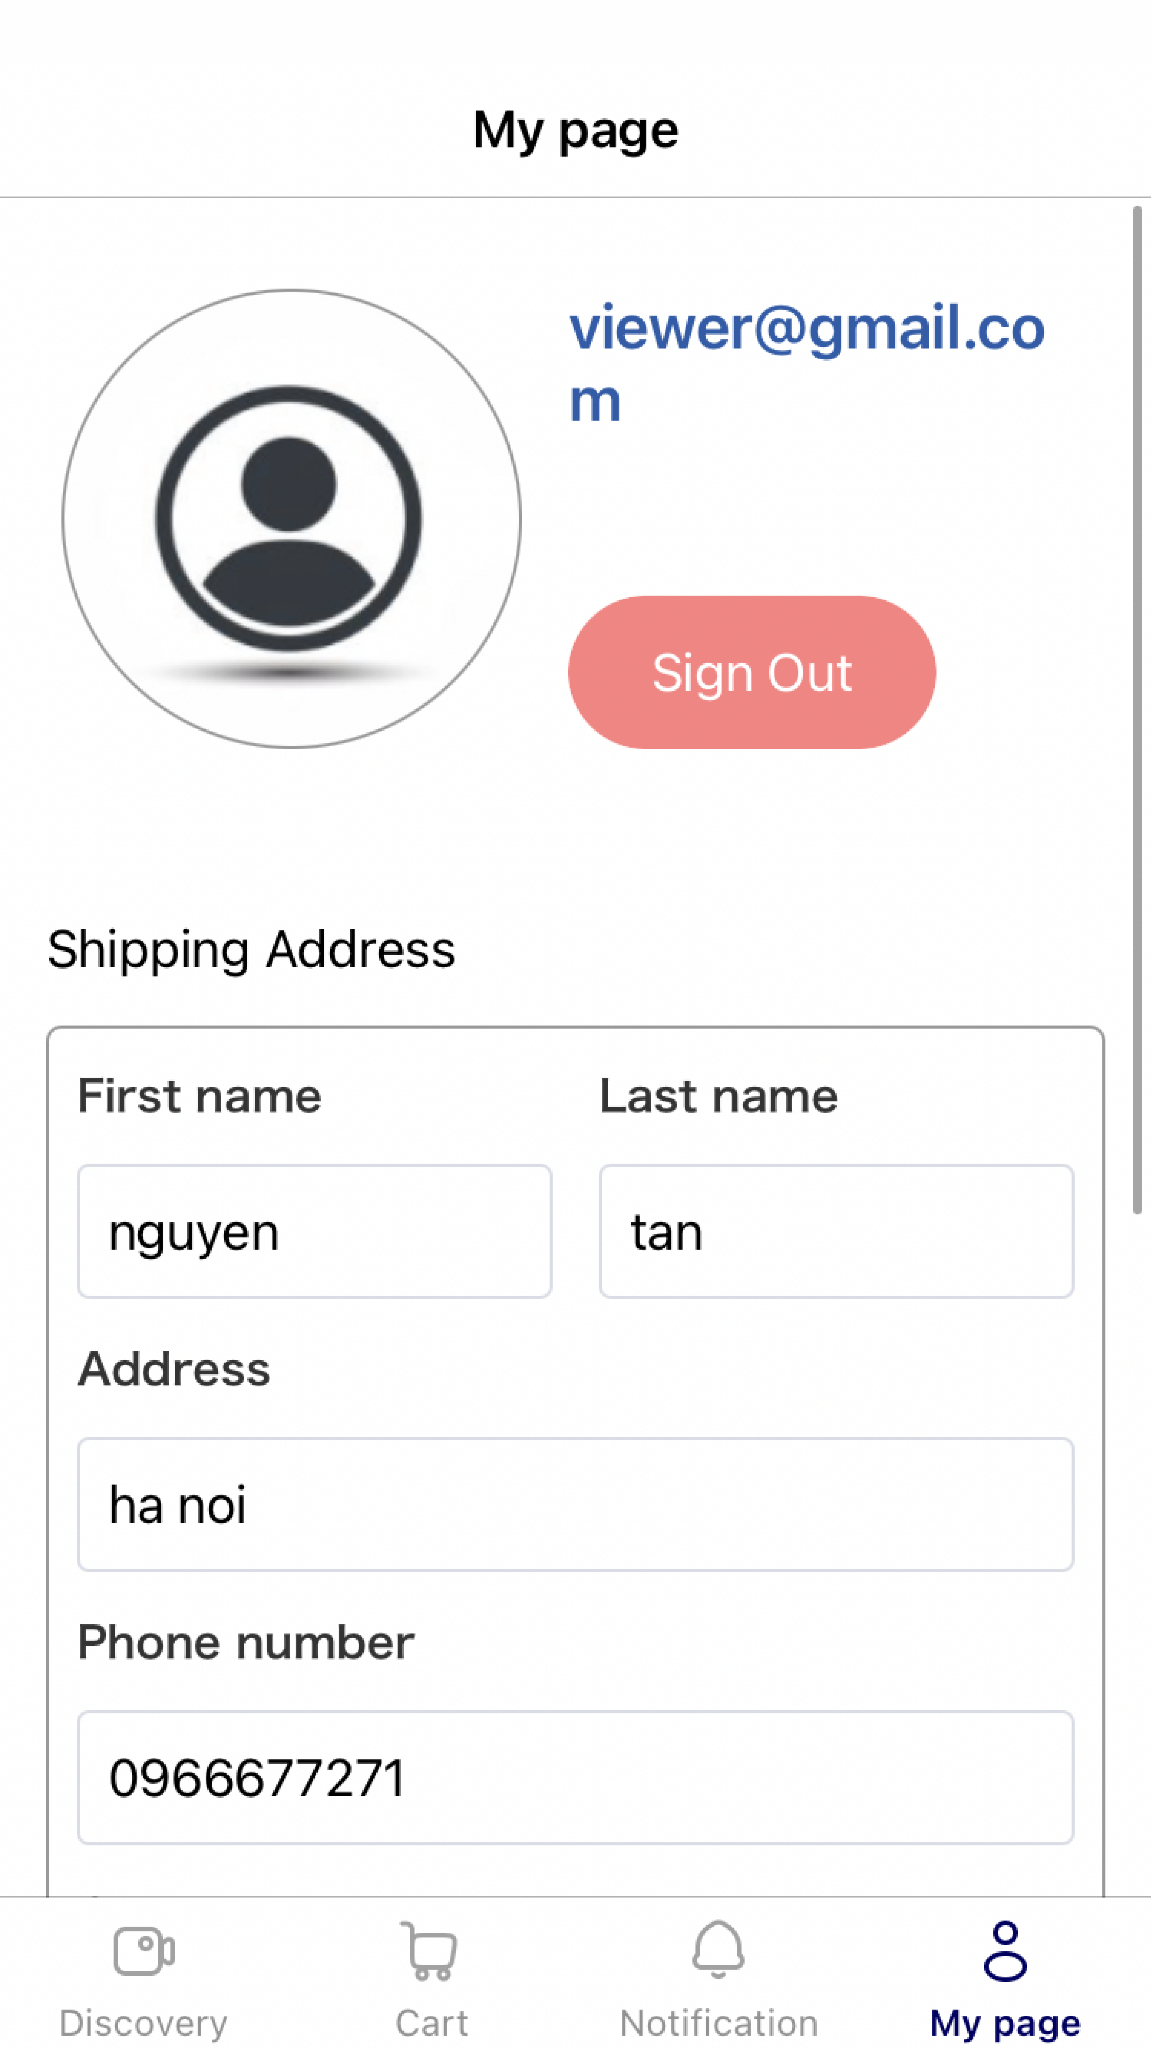 My page
viewer@gmail.co
m
Sign Out
Shipping Address
First name Last name
nguyen tan
Address
ha noi
Phone number
0966677271
Discovery Cart Notification My page